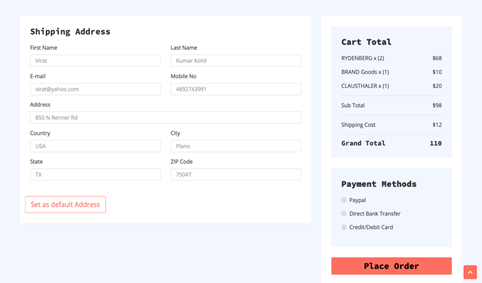 Shipping Address
First Name
Last Name
Virat
Kumar Kohli
E-mail
Mobile No
virat@yahoo.com
4892743991
Address
850 N Renner Rd
Country
City
USA
Plano
State
ZIP Code
TX
75047
Set as default Address
Cart Total
RYDENBERG x (2) $68
BRAND Goods x (1) $10
CLAUSTHALER x (1) $20
Sub Total $98
Shipping Cost $12
Grand Total 110
Payment Methods
Paypal
Direct Bank Transfer
Credit/Debit Card
Place Order